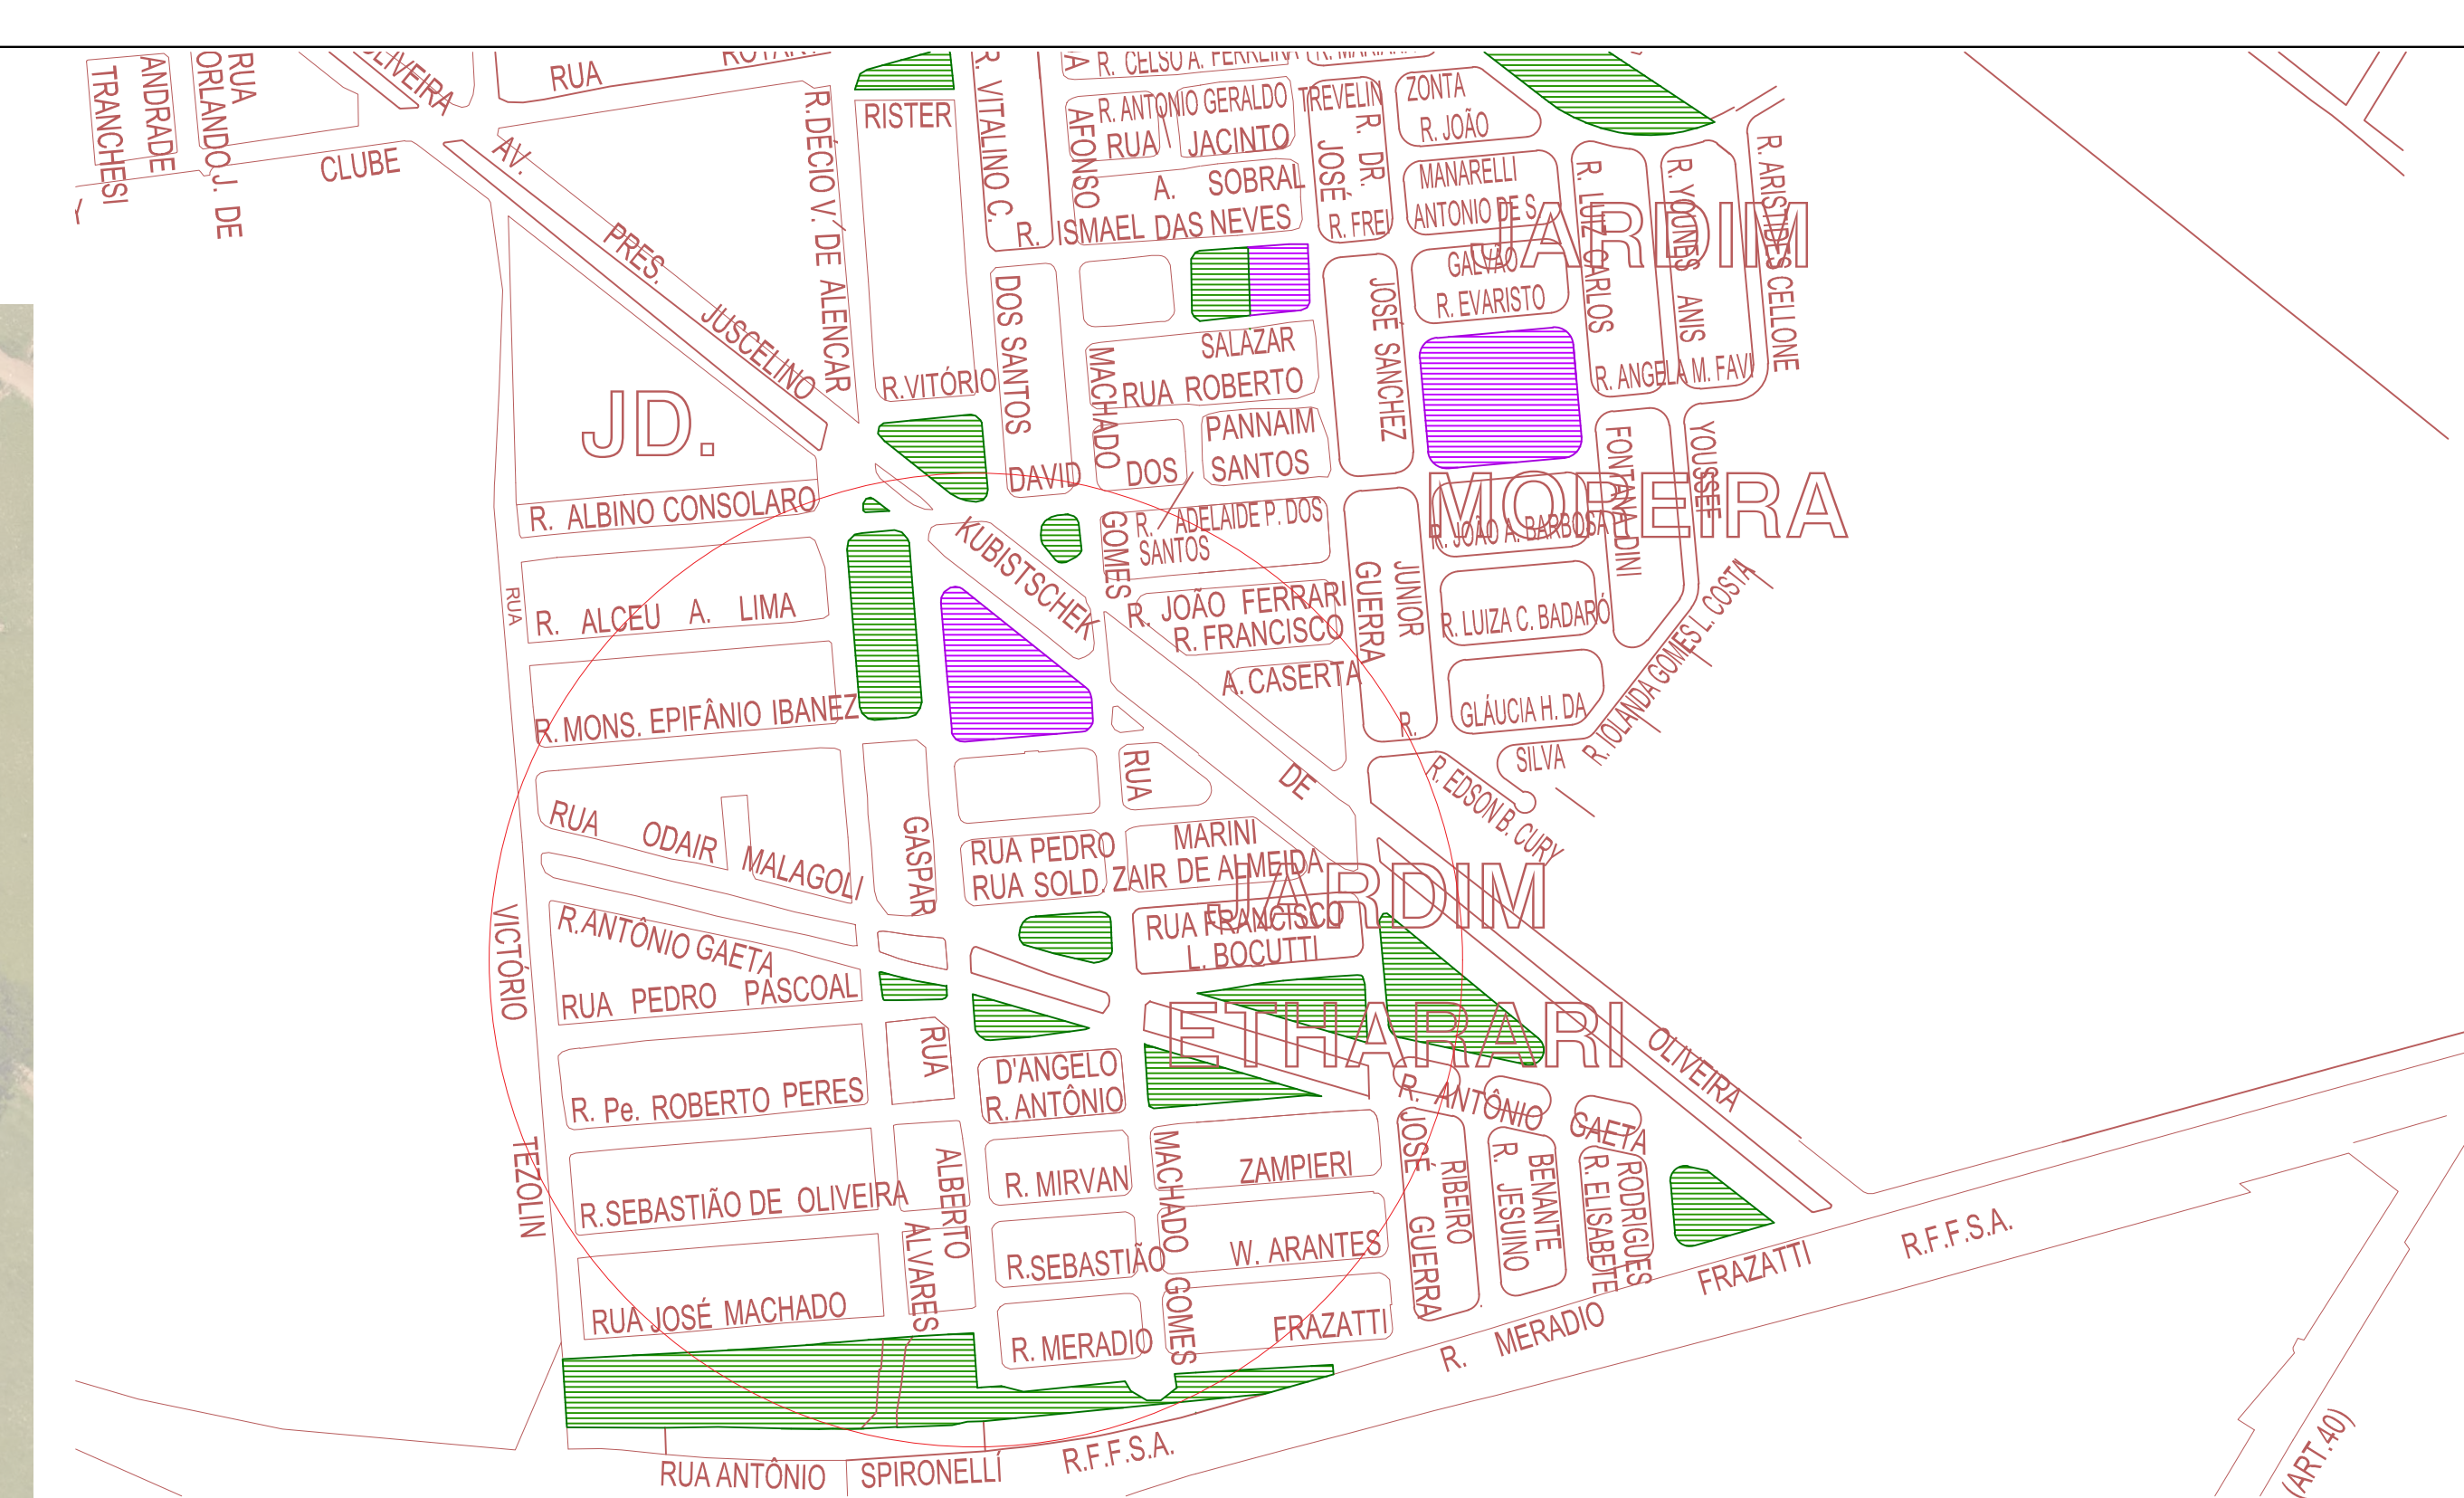 TRANCHESI
ANDRADE
RUA
ORLANDO J. DE
OLIVEIRA
CLUBE
RUA
R. DÉCIO V. DE ALENCAR
RISTER
R. VITALINO C.
DOS SANTOS
R. CELSO A. FERREIRA
R. ANTONIO GERALDO TREVELIN
RUA JACINTO
AFONSO
A. SOBRAL
R. ISMAEL DAS NEVES
JOSÉ
R. DR.
R. FREI
ZONTA
R. JOÃO
MANARELLI
ANTONIO DE S.
GALVÃO
R. EVARISTO
R. LUIZ CARLOS
R. YOUNES ANIS
R. ARISTIDES CELLONE
JARDIM
MOREIRA
AV. PRES. JUSCELINO
KUBISTSCHEK
DE
OLIVEIRA
R. VITÓRIO
SALAZAR
RUA ROBERTO
MACHADO
GOMES
JOSÉ SANCHEZ
R. ANGELA M. FAVI
JD.
PANNAIM
DAVID DOS SANTOS
FONTANA DINI
YOUSSEF
R. ALBINO CONSOLARO
R. ADELAIDE P. DOS
SANTOS
R. JOÃO A. BARBOSA
R. ALCEU A. LIMA
RUA
R. JOÃO FERRARI
R. FRANCISCO
A. CASERTA
JUNIOR
GUERRA
R.
R. LUIZA C. BADARÓ
R. IOLANDA GOMES L. COSTA
R. MONS. EPIFÂNIO IBANEZ
GLÁUCIA H. DA
SILVA
R. EDSON B. CURY
RUA
RUA ODAIR MALAGOLI
GASPAR
RUA PEDRO MARINI
RUA SOLD. ZAIR DE ALMEIDA
JARDIM
ETHARARI
RUA FRANCISCO
L. BOCUTTI
VICTÓRIO
TEZOLIN
R. ANTÔNIO GAETA
RUA PEDRO PASCOAL
RUA
D'ANGELO
R. ANTÔNIO
R. Pe. ROBERTO PERES
R. ANTÔNIO GAETA
ALBERTO
ALVARES
R. MIRVAN ZAMPIERI
MACHADO GOMES
JOSÉ GUERRA
RIBEIRO
R. JESUINO
BENANTE
R. ELISABETE
RODRIGUES
R. SEBASTIÃO DE OLIVEIRA
R. SEBASTIÃO W. ARANTES
RUA JOSÉ MACHADO
R. MERADIO FRAZATTI
R. MERADIO FRAZATTI
R.F.F.S.A.
R.F.F.S.A.
RUA ANTÔNIO SPIRONELLÍ
(ART.40)